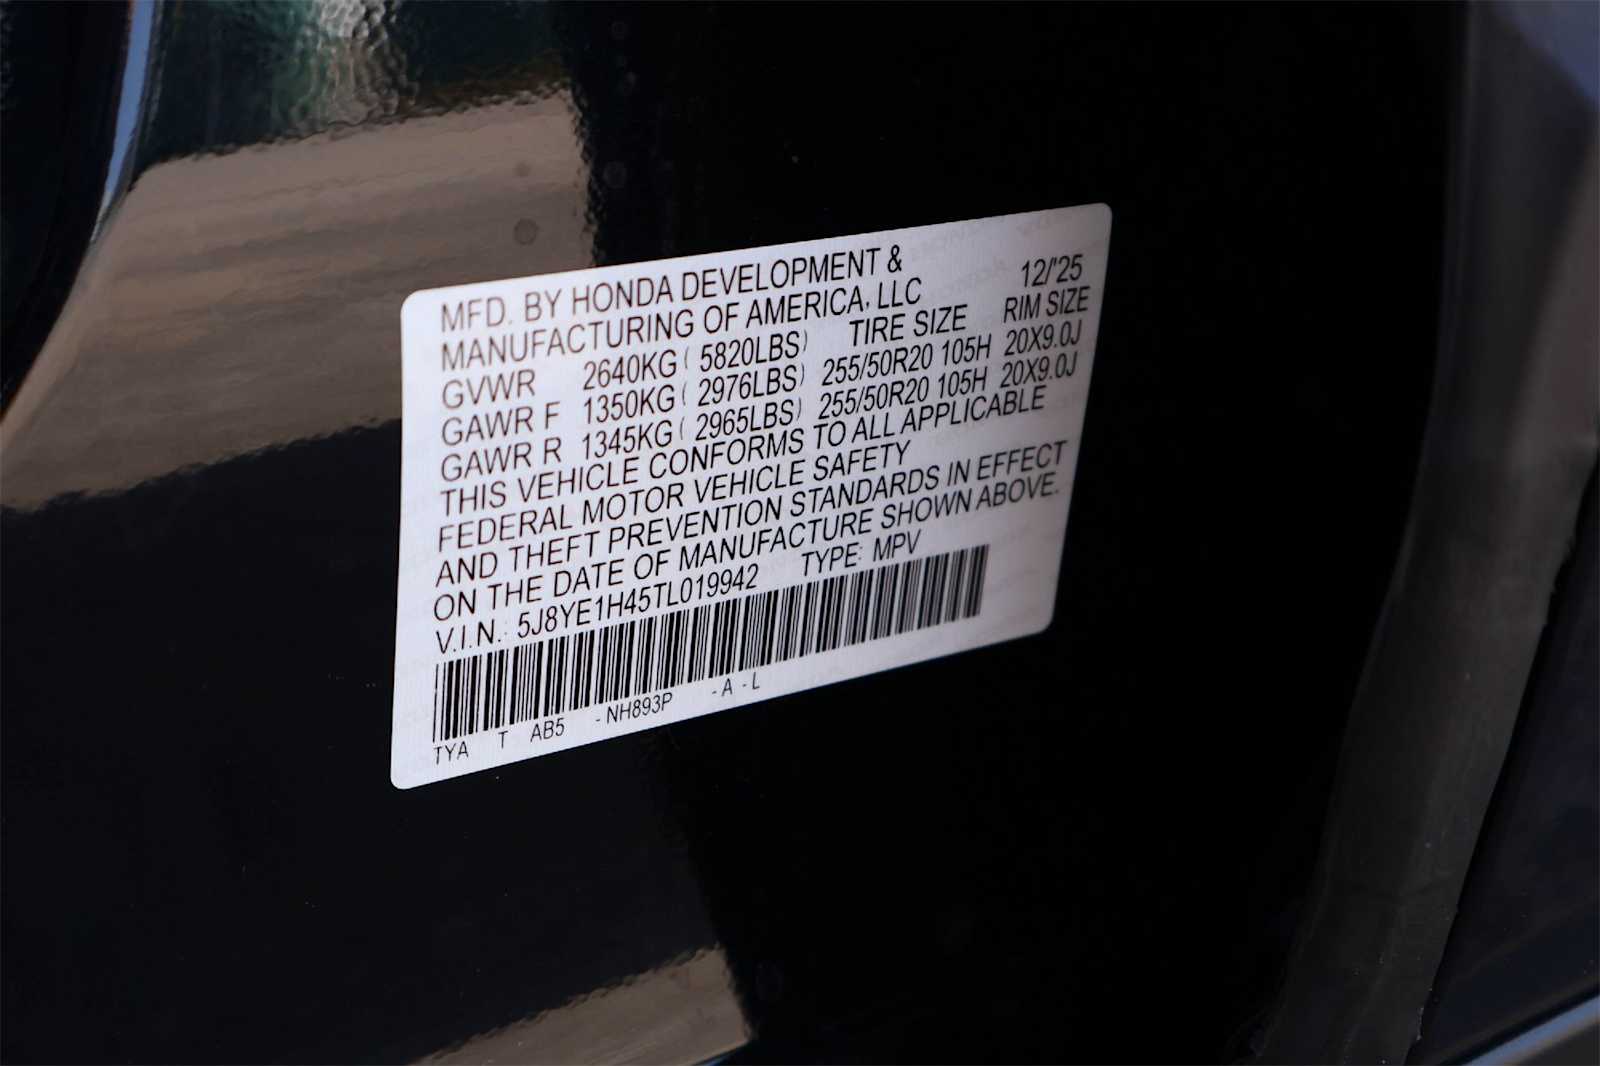 MFD. BY HONDA DEVELOPMENT &
MANUFACTURING OF AMERICA, LLC 12/'25
GVWR 2640KG ( 5820LBS) TIRE SIZE RIM SIZE
GAWR F 1350KG ( 2976LBS) 255/50R20 105H 20X9.0J
GAWR R 1345KG ( 2965LBS) 255/50R20 105H 20X9.0J
THIS VEHICLE CONFORMS TO ALL APPLICABLE
FEDERAL MOTOR VEHICLE SAFETY
AND THEFT PREVENTION STANDARDS IN EFFECT
ON THE DATE OF MANUFACTURE SHOWN ABOVE.
V.I.N.: 5J8YE1H45TL019942 TYPE: MPV
TYA T AB5 -NH893P -A -L